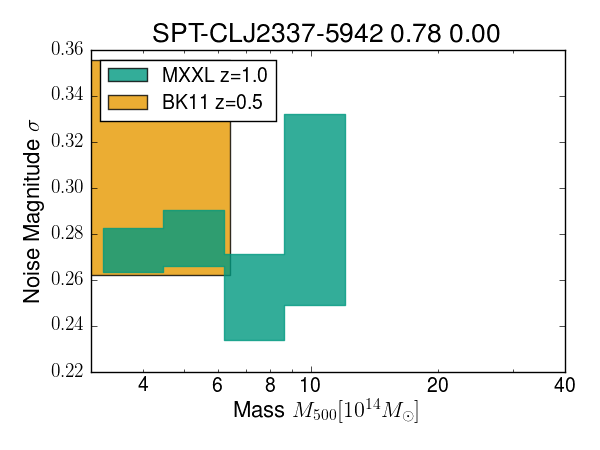 SPT-CLJ2337-5942 0.78 0.00
MXXL z=1.0
BK11 z=0.5
Noise Magnitude σ
0.36
0.34
0.32
0.30
0.28
0.26
0.24
0.22
4 6 8 10 20 40
Mass M₅₀₀[10¹⁴M☉]